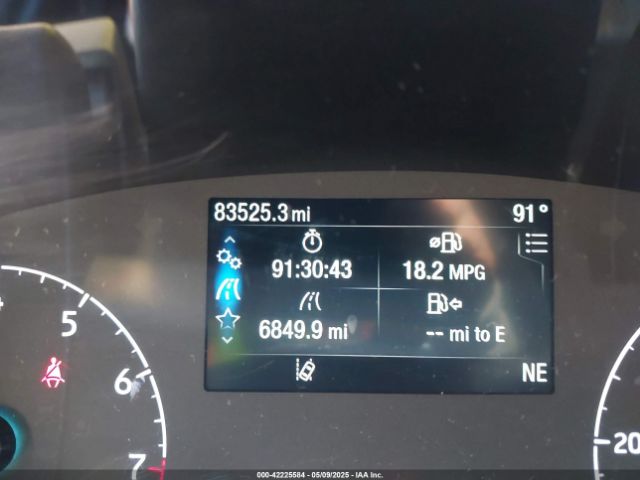 83525.3 mi 91°
91:30:43 18.2 MPG
6849.9 mi -- mi to E
NE
5
6
7
20
000-42225584 / 05/09/2025 / IAA Inc.